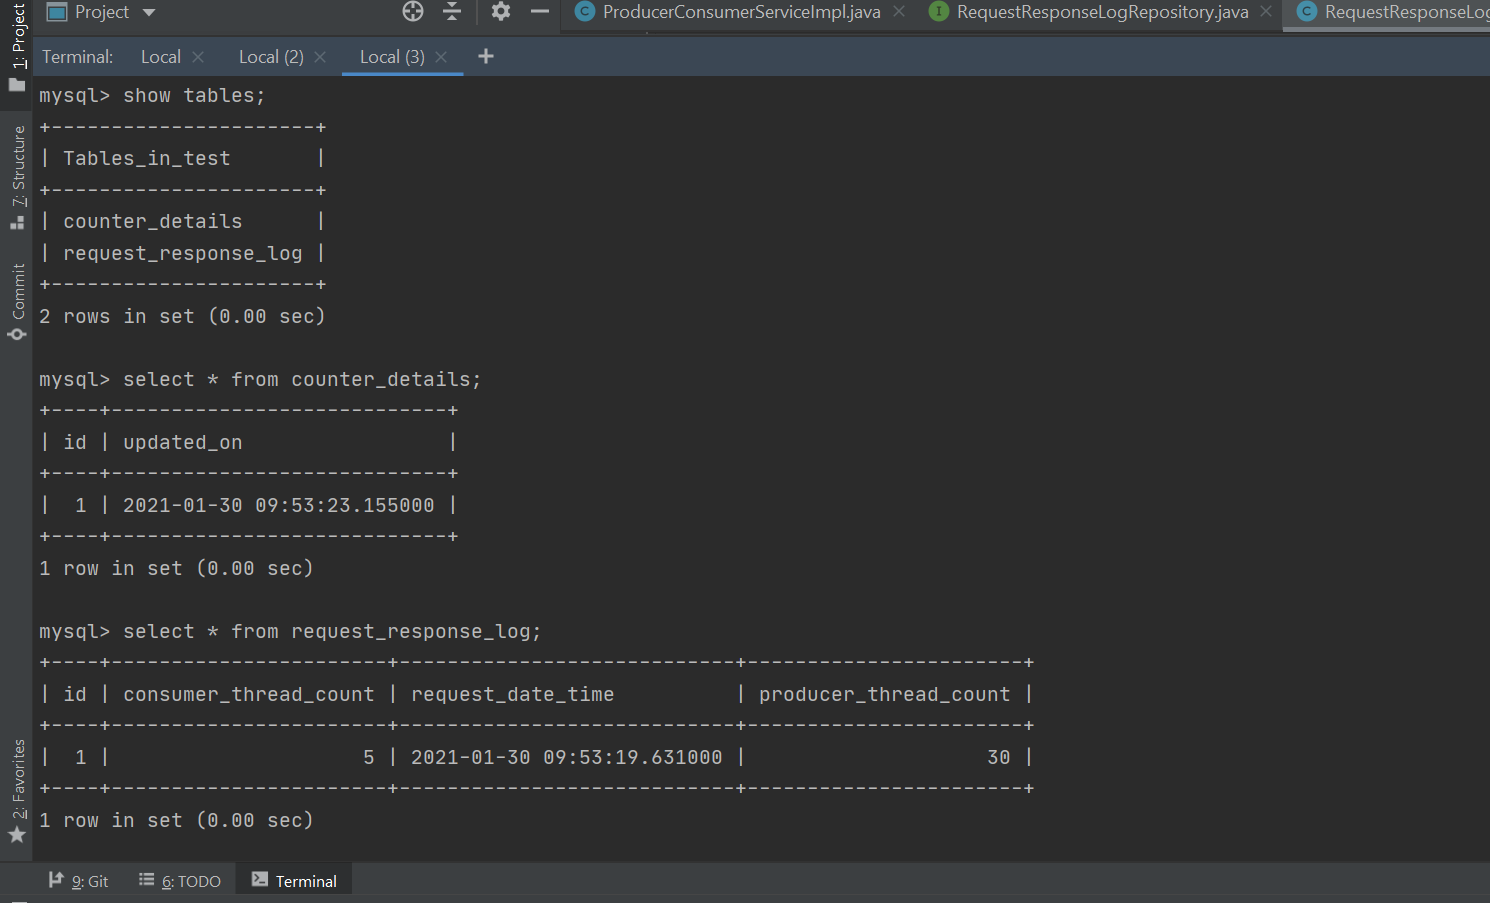 1: Project
Project
ProducerConsumerServiceImpl.java
RequestResponseLogRepository.java
RequestResponseLog
Terminal:
Local
Local (2)
Local (3)
+
7: Structure
Commit
2: Favorites
mysql> show tables;
+----------------------+
| Tables_in_test       |
+----------------------+
| counter_details      |
| request_response_log |
+----------------------+
2 rows in set (0.00 sec)
mysql> select * from counter_details;
+----+----------------------------+
| id | updated_on                 |
+----+----------------------------+
|  1 | 2021-01-30 09:53:23.155000 |
+----+----------------------------+
1 row in set (0.00 sec)
mysql> select * from request_response_log;
+----+-----------------------+----------------------------+-----------------------+
| id | consumer_thread_count | request_date_time          | producer_thread_count |
+----+-----------------------+----------------------------+-----------------------+
|  1 |                     5 | 2021-01-30 09:53:19.631000 |                    30 |
+----+-----------------------+----------------------------+-----------------------+
1 row in set (0.00 sec)
9: Git
6: TODO
Terminal